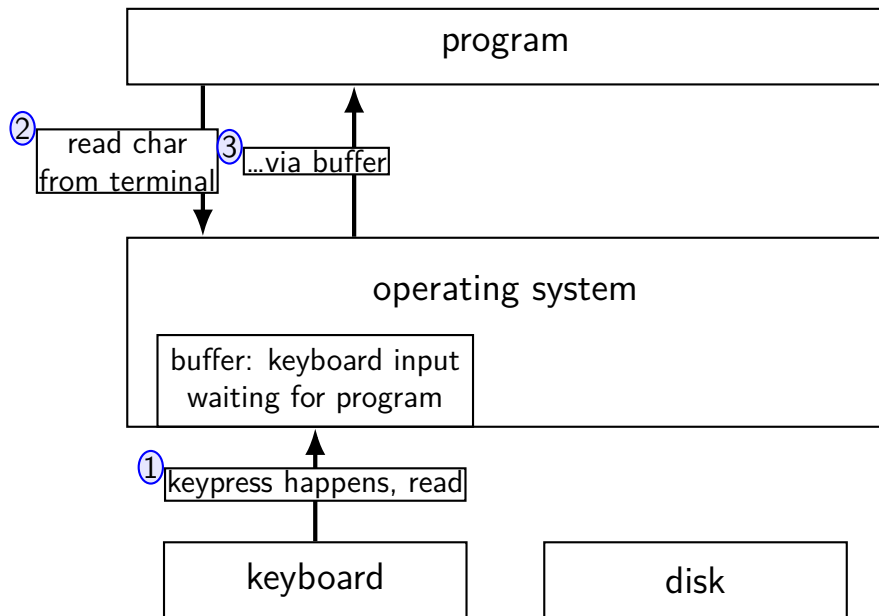 program
2
read char
from terminal
3
...via buffer
operating system
buffer: keyboard input
waiting for program
1
keypress happens, read
keyboard
disk